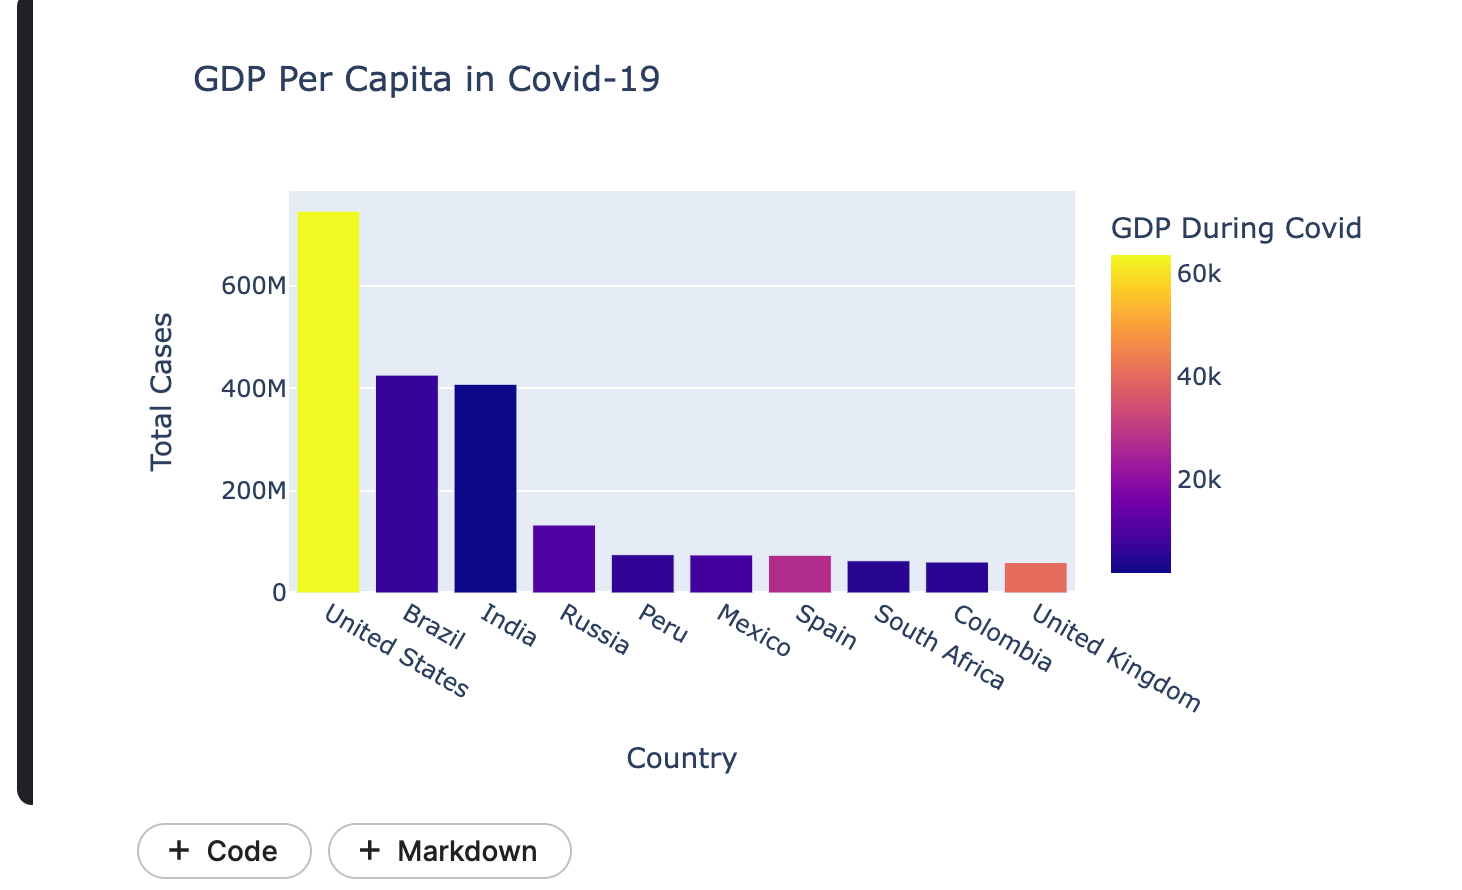 GDP Per Capita in Covid-19
GDP During Covid
60k
40k
20k
Total Cases
600M
400M
200M
0
United States
Brazil
India
Russia
Peru
Mexico
Spain
South Africa
Colombia
United Kingdom
Country
+ Code
+ Markdown